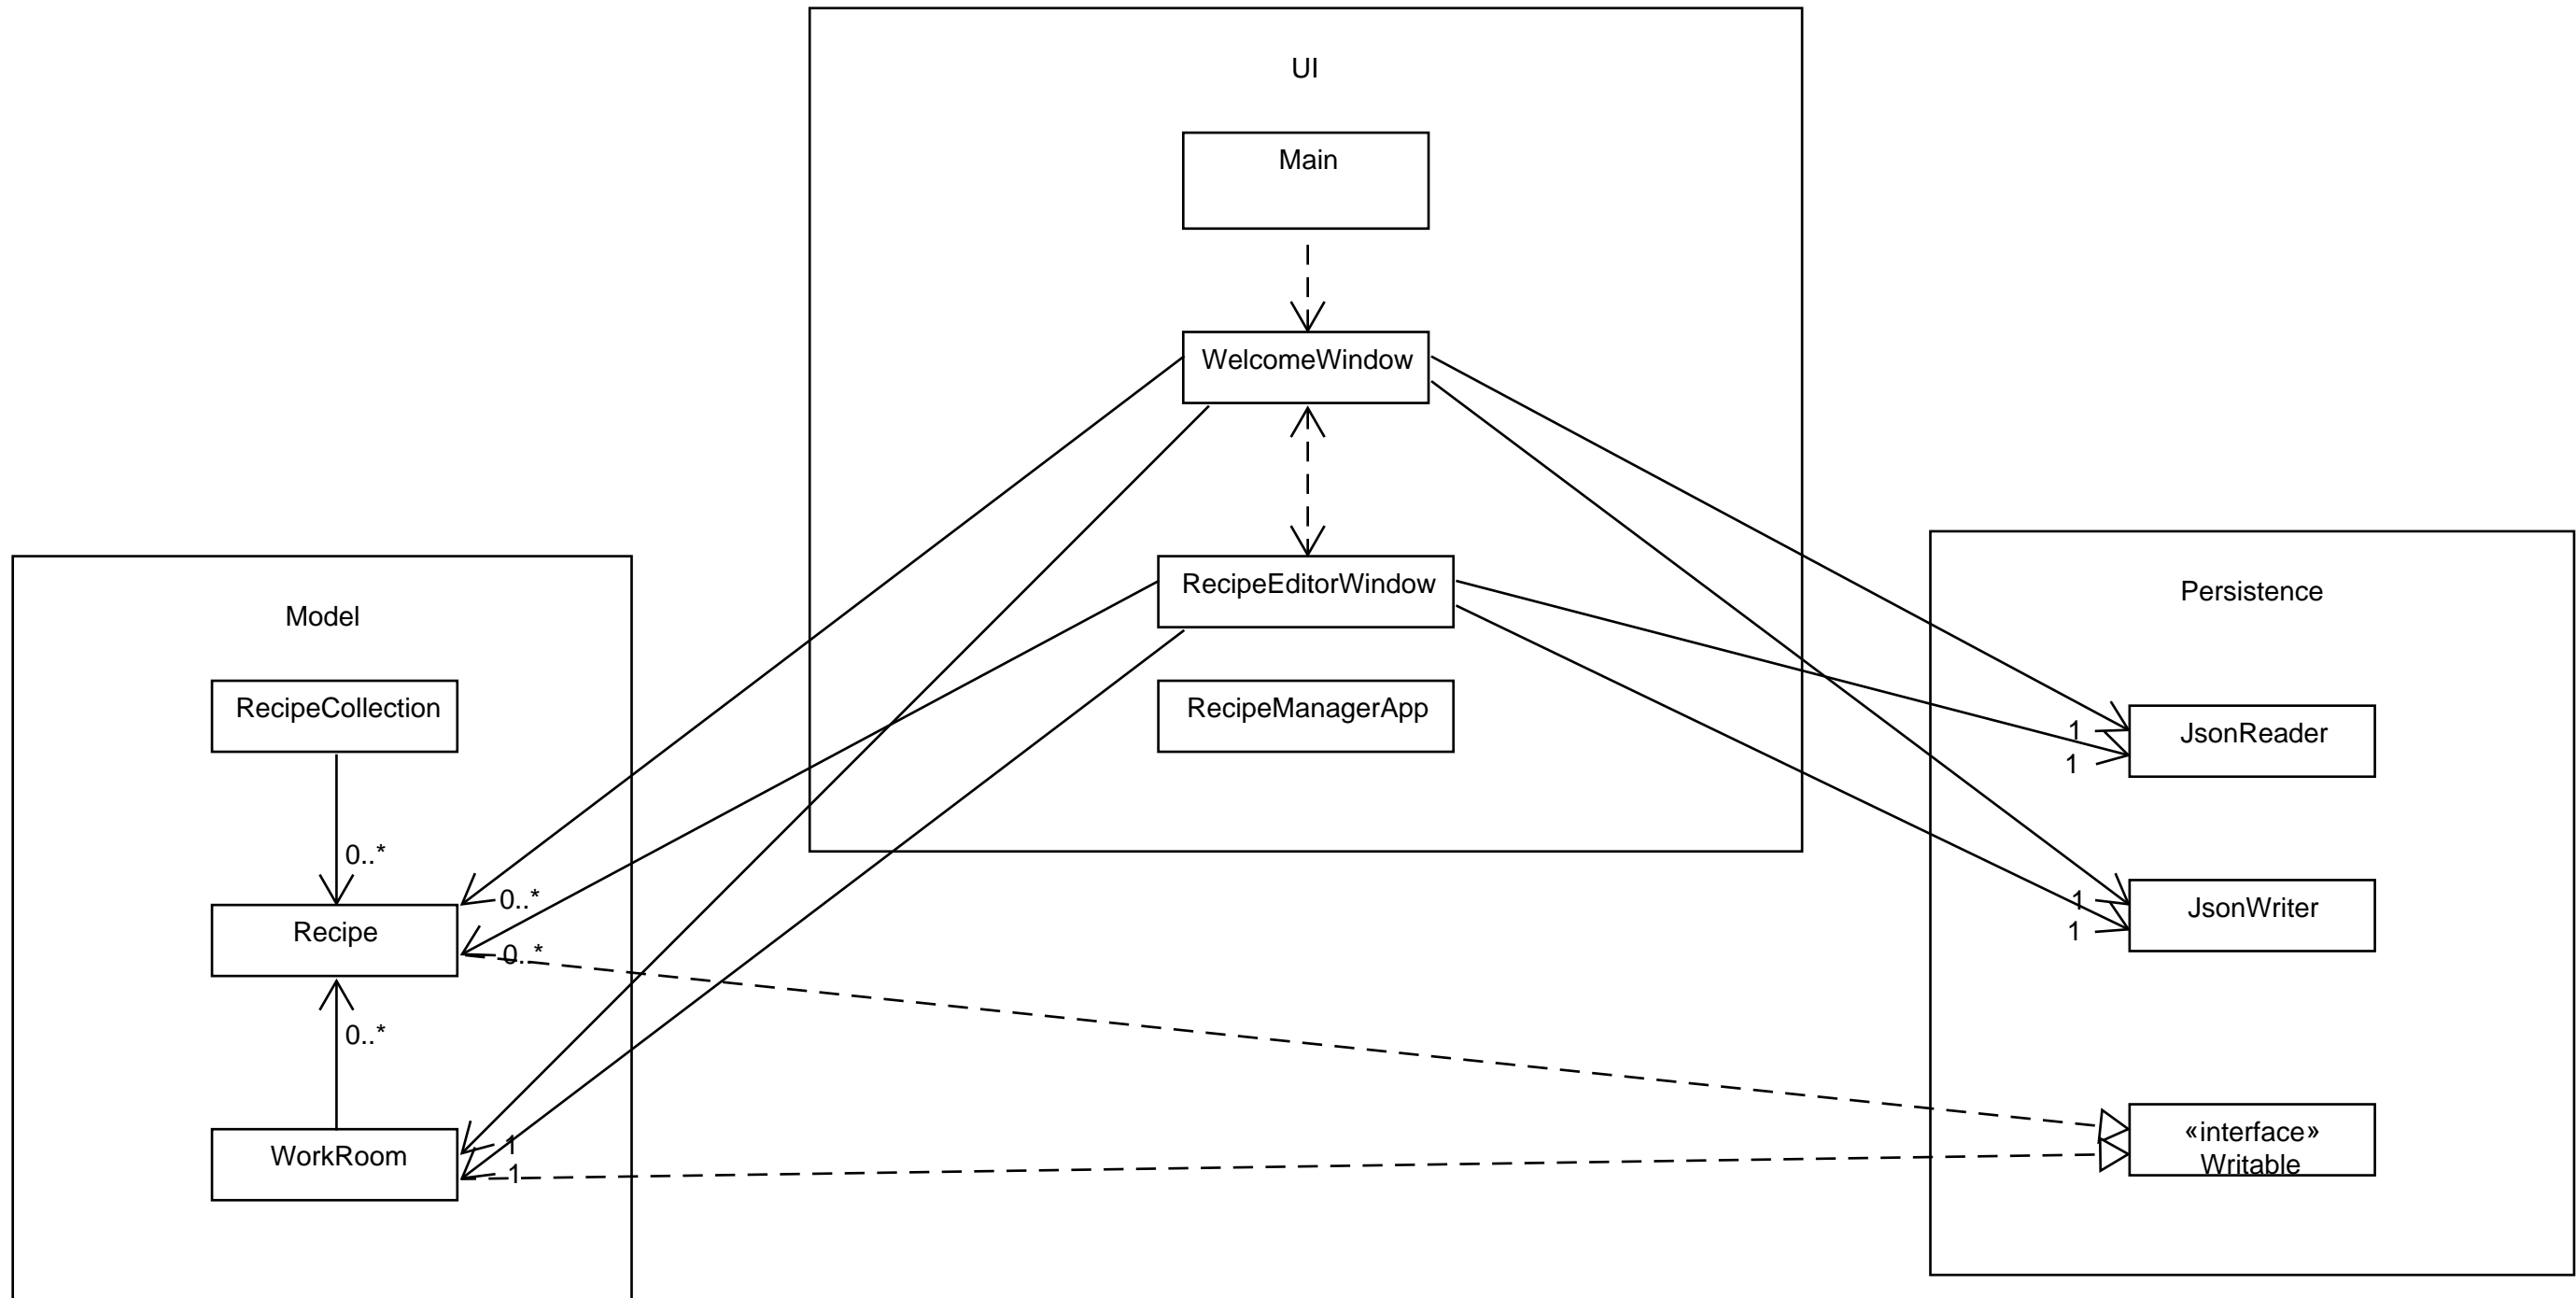 UI
Main
WelcomeWindow
RecipeEditorWindow
RecipeManagerApp
Model
RecipeCollection
0..*
Recipe
0..*
0..*
0..*
WorkRoom
1
1
Persistence
JsonReader
1
1
JsonWriter
1
1
«interface»
Writable